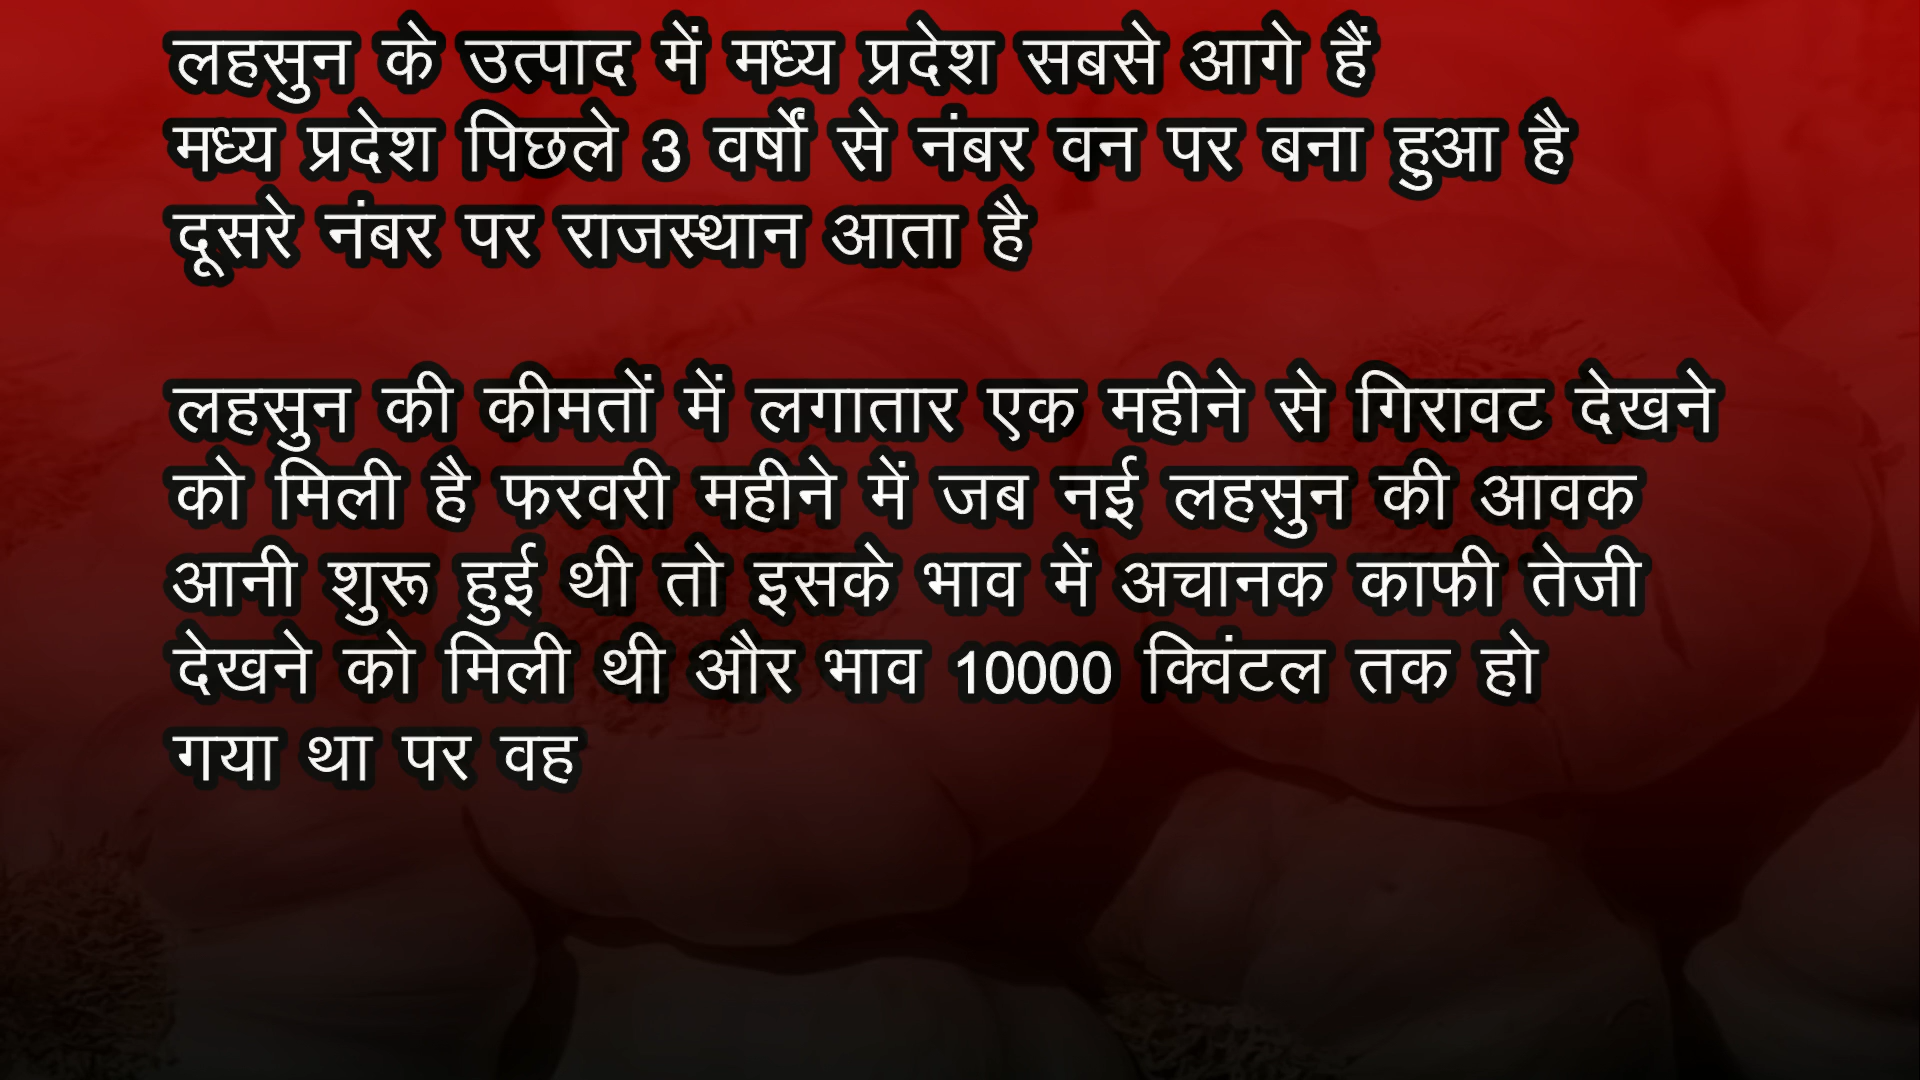 लहसुन के उत्पाद में मध्य प्रदेश सबसे आगे हैं
मध्य प्रदेश पिछले 3 वर्षों से नंबर वन पर बना हुआ है
दूसरे नंबर पर राजस्थान आता है
लहसुन की कीमतों में लगातार एक महीने से गिरावट देखने
को मिली है फरवरी महीने में जब नई लहसुन की आवक
आनी शुरू हुई थी तो इसके भाव में अचानक काफी तेजी
देखने को मिली थी और भाव 10000 क्विंटल तक हो
गया था पर वह